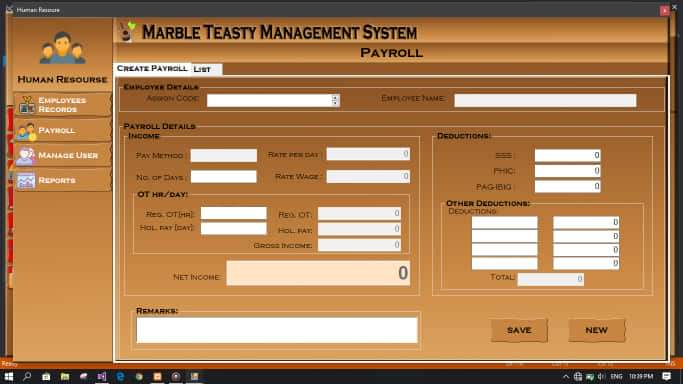 Human Resoure
MARBLE TEASTY MANAGEMENT SYSTEM
PAYROLL
HUMAN RESOURSE
EMPLOYEES RECORDS
PAYROLL
MANAGE USER
REPORTS
CREATE PAYROLL LIST
EMPLOYEE DETAILS
ASSIGN CODE: EMPLOYEE NAME:
PAYROLL DETAILS
INCOME
PAY METHOD : RATE PER DAY : 0
NO. OF DAYS : RATE WAGE : 0
OT HR/DAY:
REG. OT(HR): REG. OT: 0
HOL. PAY (DAY): HOL. PAY: 0
GROSS INCOME: 0
NET INCOME: 0
DEDUCTIONS:
SSS : 0
PHIC: 0
PAG-IBIG : 0
OTHER DEDUCTIONS:
DEDUCTIONS:
0
0
0
0
TOTAL: 0
REMARKS:
SAVE NEW
Ready
INS
ENG 10:39 PM